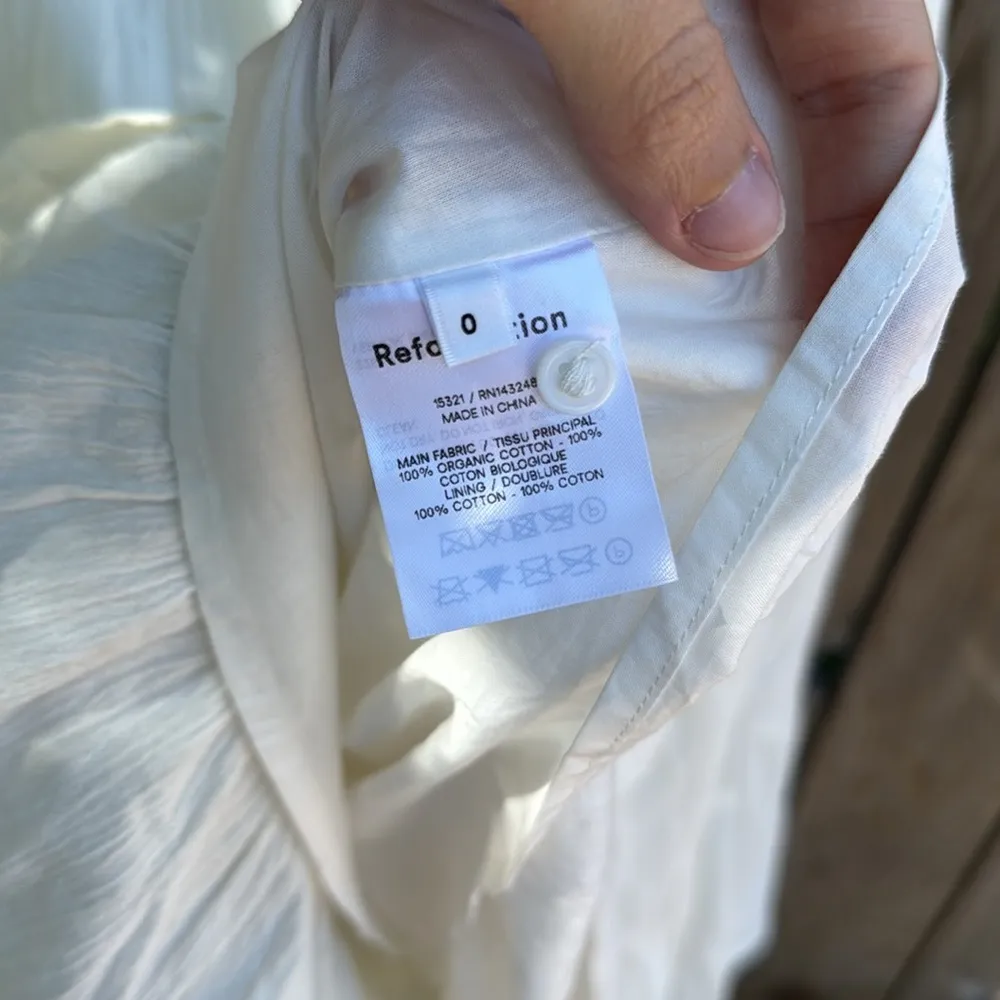 0
Refo tion
15321 / RN143248
MADE IN CHINA
MAIN FABRIC / TISSU PRINCIPAL
100% ORGANIC COTTON - 100%
COTON BIOLOGIQUE
LINING / DOUBLURE
100% COTTON - 100% COTON